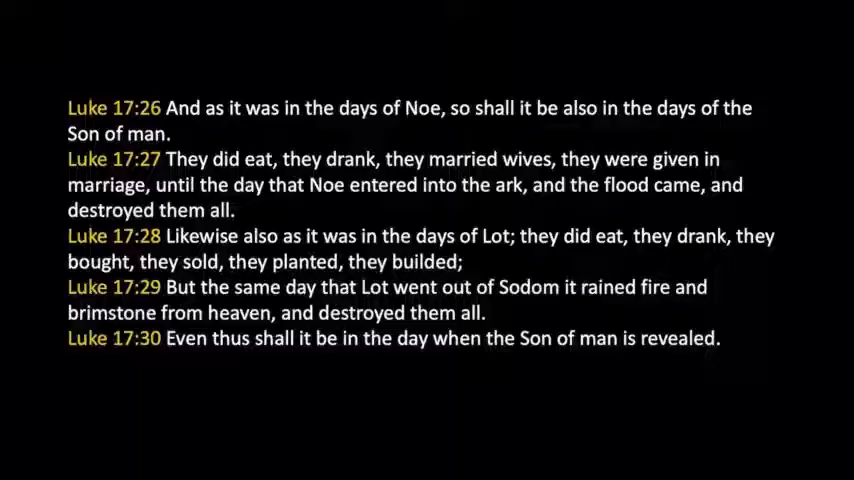 Luke 17:26 And as it was in the days of Noe, so shall it be also in the days of the
Son of man.
Luke 17:27 They did eat, they drank, they married wives, they were given in
marriage, until the day that Noe entered into the ark, and the flood came, and
destroyed them all.
Luke 17:28 Likewise also as it was in the days of Lot; they did eat, they drank, they
bought, they sold, they planted, they builded;
Luke 17:29 But the same day that Lot went out of Sodom it rained fire and
brimstone from heaven, and destroyed them all.
Luke 17:30 Even thus shall it be in the day when the Son of man is revealed.